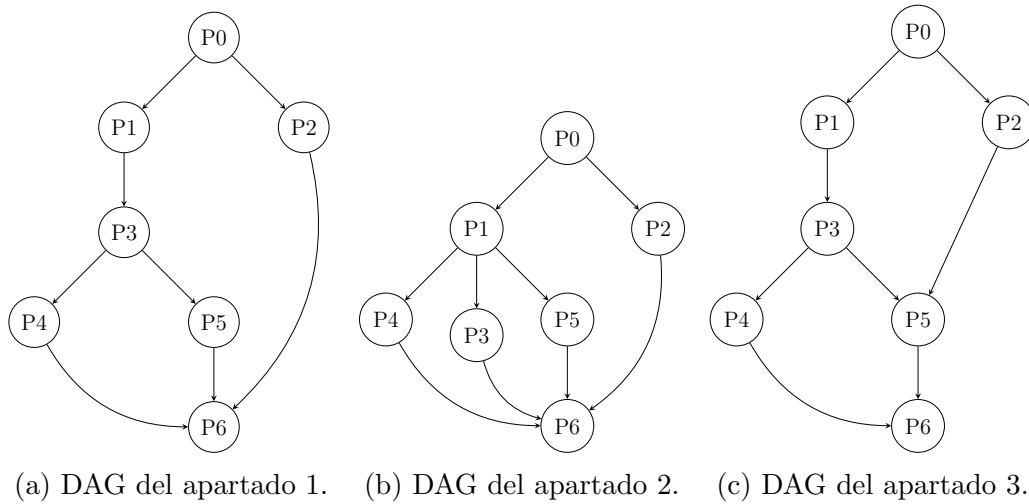 P0
P1
P2
P3
P4
P5
P6
(a) DAG del apartado 1.
P0
P1
P2
P4
P3
P5
P6
(b) DAG del apartado 2.
P0
P1
P2
P3
P4
P5
P6
(c) DAG del apartado 3.